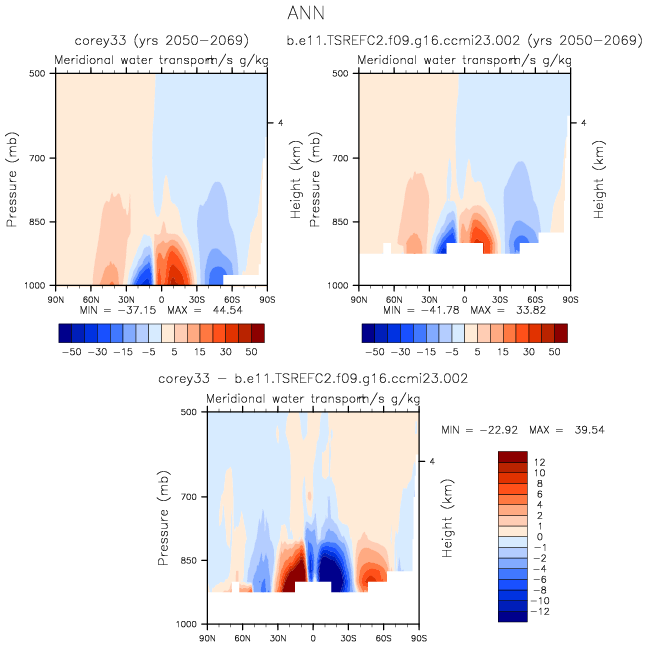 ANN
corey33 (yrs 2050-2069)
b.e11.TSREFC2.f09.g16.ccmi23.002 (yrs 2050-2069)
Meridional water transport m/s g/kg
Meridional water transport m/s g/kg
Pressure (mb)
500
700
850
1000
90N 60N 30N 0 30S 60S 90S
4
Height (km)
MIN = -37.15 MAX = 44.54
-50 -30 -15 -5 5 15 30 50
Pressure (mb)
500
700
850
1000
90N 60N 30N 0 30S 60S 90S
4
Height (km)
MIN = -41.78 MAX = 33.82
-50 -30 -15 -5 5 15 30 50
corey33 - b.e11.TSREFC2.f09.g16.ccmi23.002
Meridional water transport m/s g/kg
Pressure (mb)
500
700
850
1000
90N 60N 30N 0 30S 60S 90S
4
Height (km)
MIN = -22.92 MAX = 39.54
12
10
8
6
4
2
1
0
-1
-2
-4
-6
-8
-10
-12